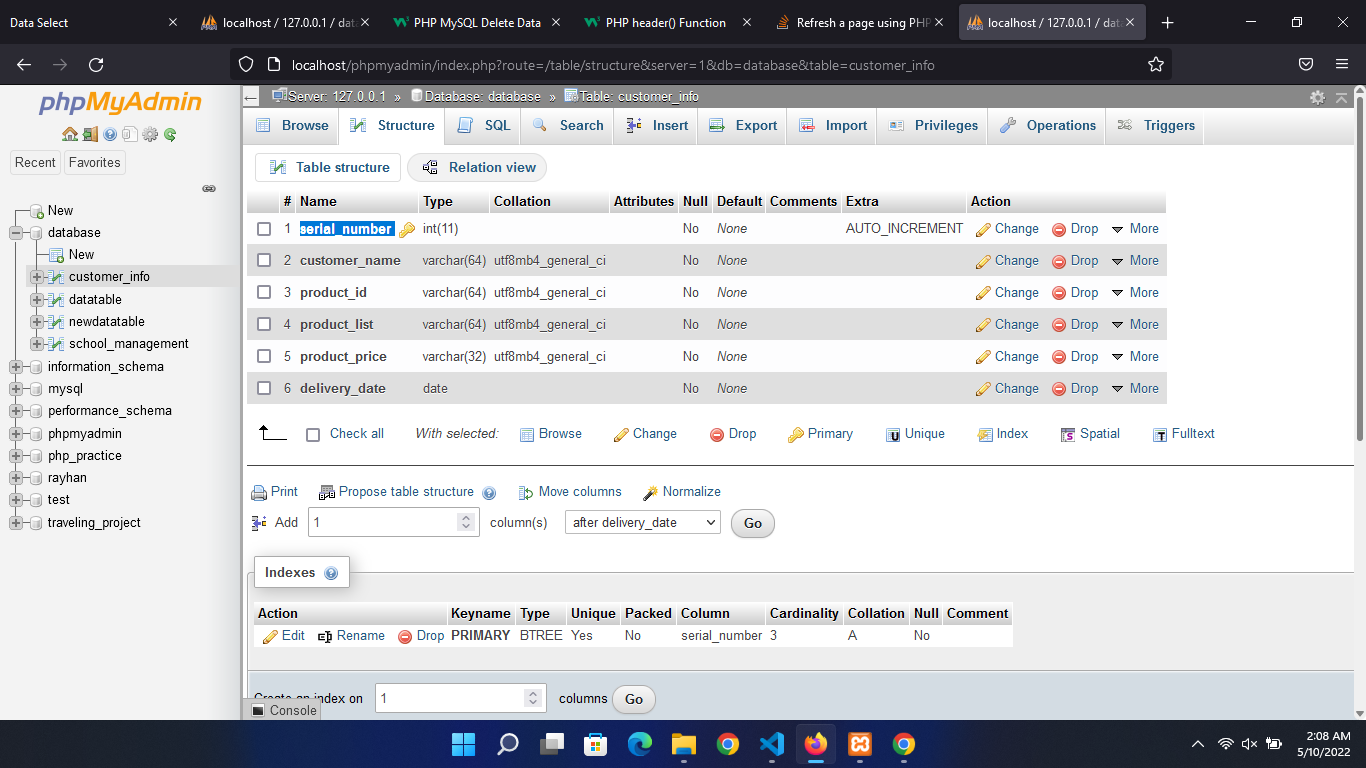 Data Select
localhost / 127.0.0.1 / data
PHP MySQL Delete Data
PHP header() Function
Refresh a page using PHP
localhost / 127.0.0.1 / data
localhost/phpmyadmin/index.php?route=/table/structure&server=1&db=database&table=customer_info
phpMyAdmin
Recent Favorites
New
database
New
customer_info
datatable
newdatatable
school_management
information_schema
mysql
performance_schema
phpmyadmin
php_practice
rayhan
test
traveling_project
Server: 127.0.0.1 » Database: database » Table: customer_info
Browse Structure SQL Search Insert Export Import Privileges Operations Triggers
Table structure Relation view
# Name Type Collation Attributes Null Default Comments Extra Action
1 serial_number int(11) No None AUTO_INCREMENT Change Drop More
2 customer_name varchar(64) utf8mb4_general_ci No None Change Drop More
3 product_id varchar(64) utf8mb4_general_ci No None Change Drop More
4 product_list varchar(64) utf8mb4_general_ci No None Change Drop More
5 product_price varchar(32) utf8mb4_general_ci No None Change Drop More
6 delivery_date date No None Change Drop More
Check all With selected: Browse Change Drop Primary Unique Index Spatial Fulltext
Print Propose table structure Move columns Normalize
Add 1 column(s) after delivery_date Go
Indexes
Action Keyname Type Unique Packed Column Cardinality Collation Null Comment
Edit Rename Drop PRIMARY BTREE Yes No serial_number 3 A No
Create an index on 1 columns Go
Console
2:08 AM
5/10/2022